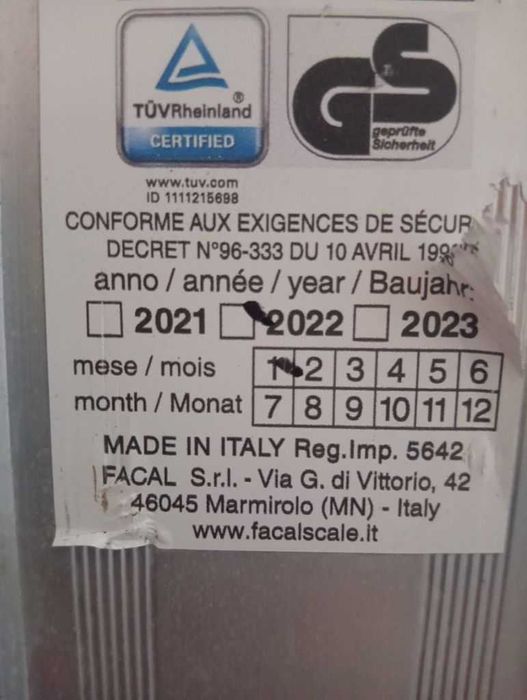 TÜVRheinland®
CERTIFIED
GS
geprüfte
Sicherheit
www.tuv.com
ID 1111215698
CONFORME AUX EXIGENCES DE SÉCUR
DECRET N°96-333 DU 10 AVRIL 199
anno / année / year / Baujahr:
2021 2022 2023
mese / mois 1 2 3 4 5 6
month / Monat 7 8 9 10 11 12
MADE IN ITALY Reg.Imp. 5642
FACAL S.r.l. - Via G. di Vittorio, 42
46045 Marmirolo (MN) - Italy
www.facalscale.it